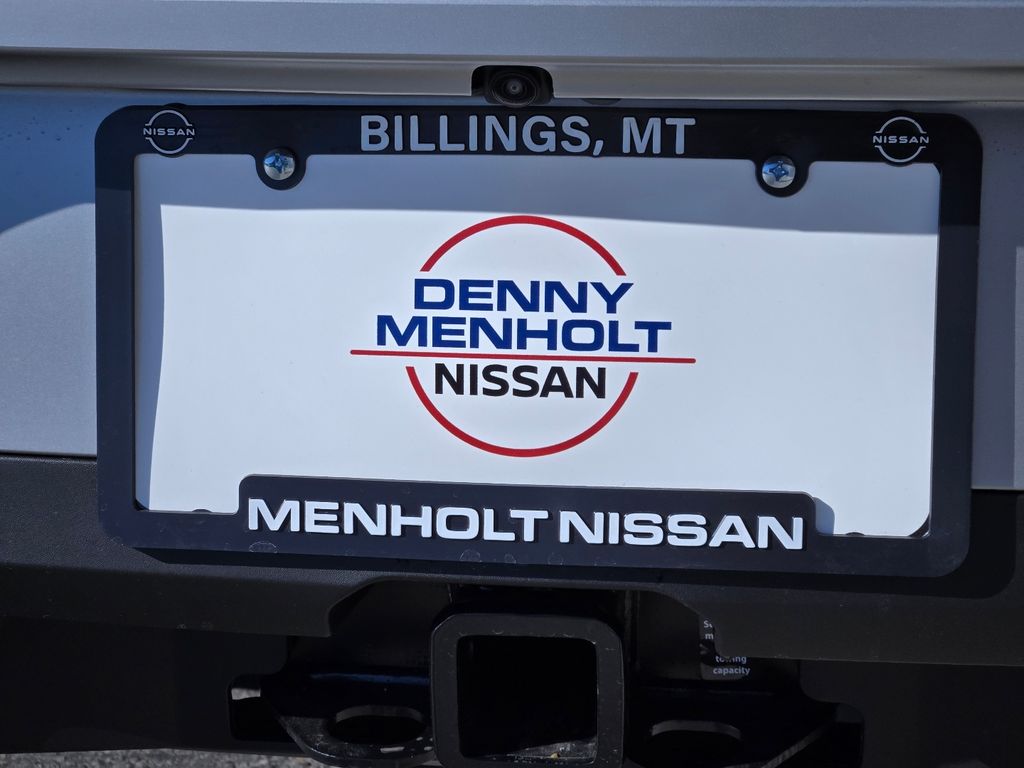 BILLINGS, MT
NISSAN
NISSAN
DENNY
MENHOLT
NISSAN
MENHOLT NISSAN
towing
capacity